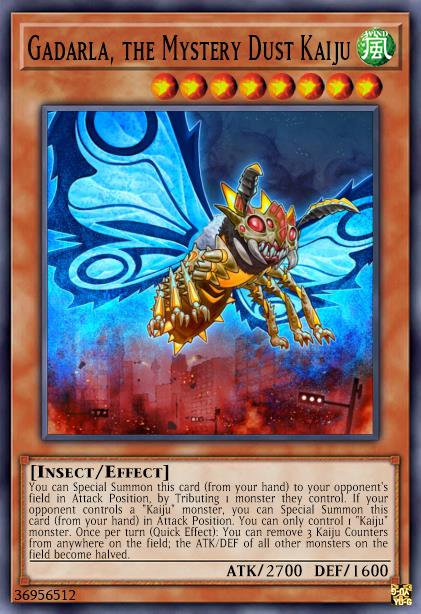 GADARLA, THE MYSTERY DUST KAIJU
WIND
風
[INSECT/EFFECT]
You can Special Summon this card (from your hand) to your opponent's
field in Attack Position, by Tributing 1 monster they control. If your
opponent controls a "Kaiju" monster, you can Special Summon this
card (from your hand) in Attack Position. You can only control 1 "Kaiju"
monster. Once per turn (Quick Effect): You can remove 3 Kaiju Counters
from anywhere on the field; the ATK/DEF of all other monsters on the
field become halved.
ATK/2700 DEF/1600
36956512